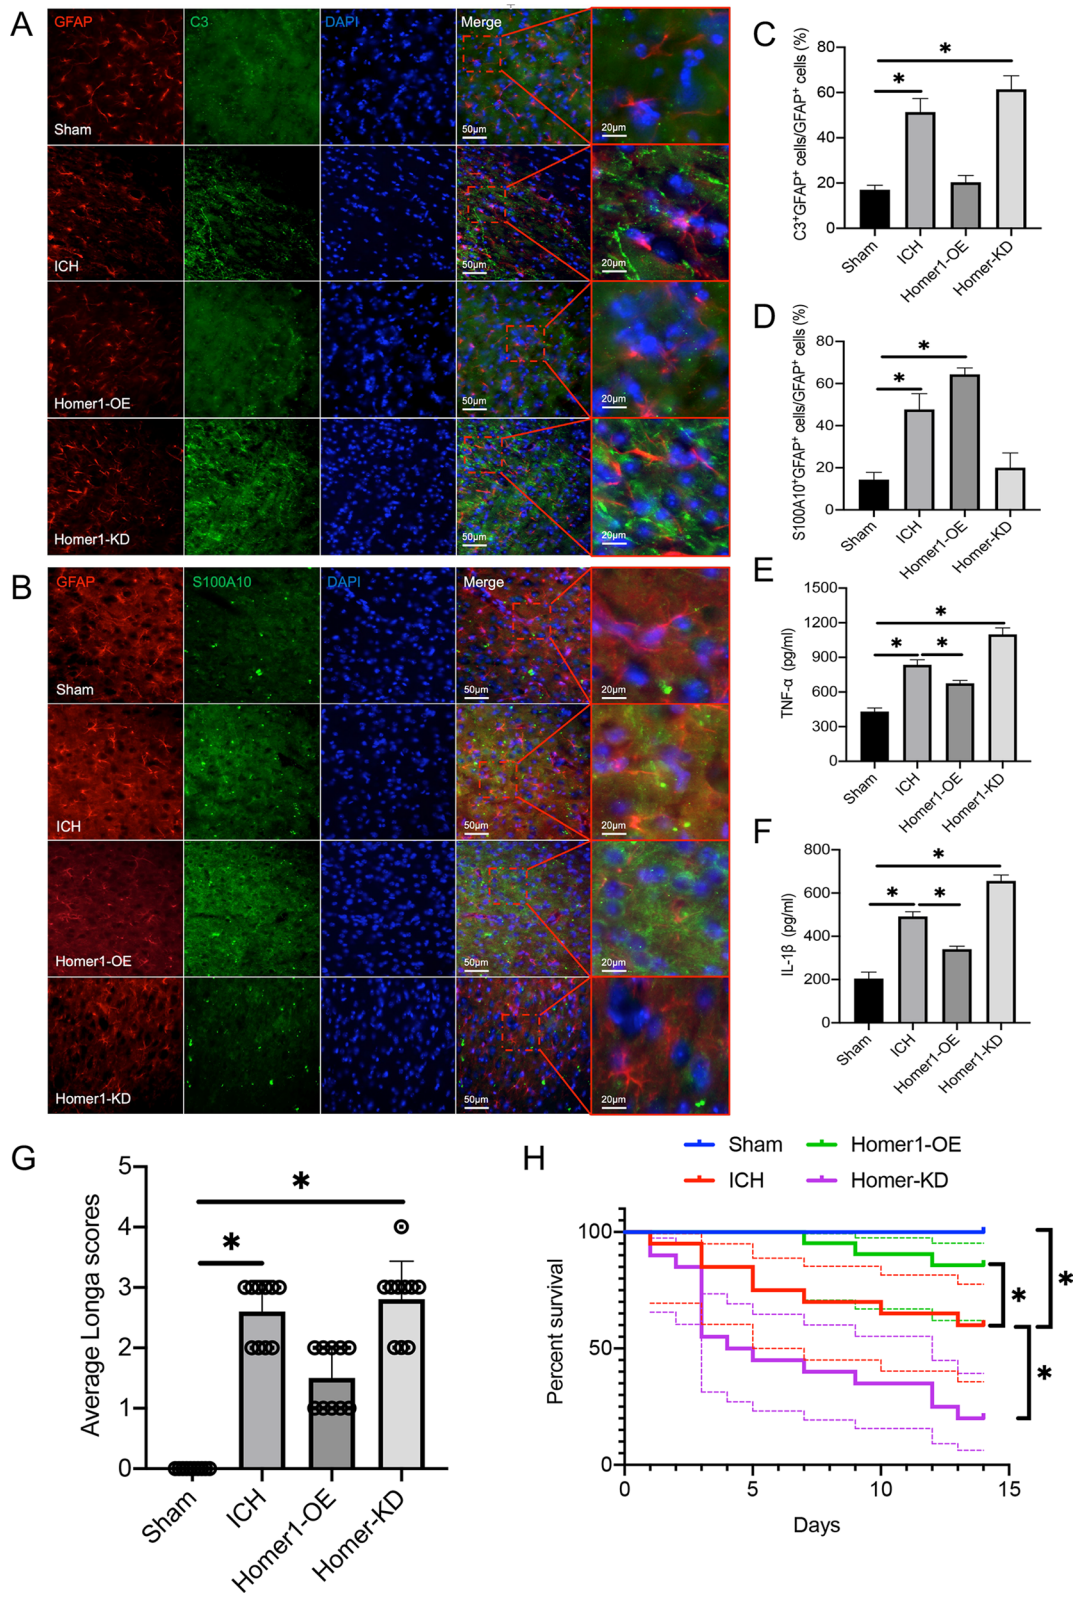 A
GFAP
C3
DAPI
Merge
Sham
50μm
20μm
ICH
50μm
20μm
Homer1-OE
50μm
20μm
Homer1-KD
50μm
20μm
B
GFAP
S100A10
DAPI
Merge
Sham
50μm
20μm
ICH
50μm
20μm
Homer1-OE
50μm
20μm
Homer1-KD
50μm
20μm
C
C3⁺GFAP⁺ cells/GFAP⁺ cells (%)
80
60
40
20
0
*
*
Sham
ICH
Homer1-OE
Homer-KD
D
S100A10⁺GFAP⁺ cells/GFAP⁺ cells (%)
80
60
40
20
0
*
*
Sham
ICH
Homer1-OE
Homer-KD
E
TNF-α (pg/ml)
1500
1200
900
600
300
0
*
*
*
Sham
ICH
Homer1-OE
Homer1-KD
F
IL-1β (pg/ml)
800
600
400
200
0
*
*
*
Sham
ICH
Homer1-OE
Homer1-KD
G
Average Longa scores
5
4
3
2
1
0
*
*
Sham
ICH
Homer1-OE
Homer-KD
H
Sham
Homer1-OE
ICH
Homer-KD
Percent survival
100
50
0
0
5
10
15
Days
*
*
*